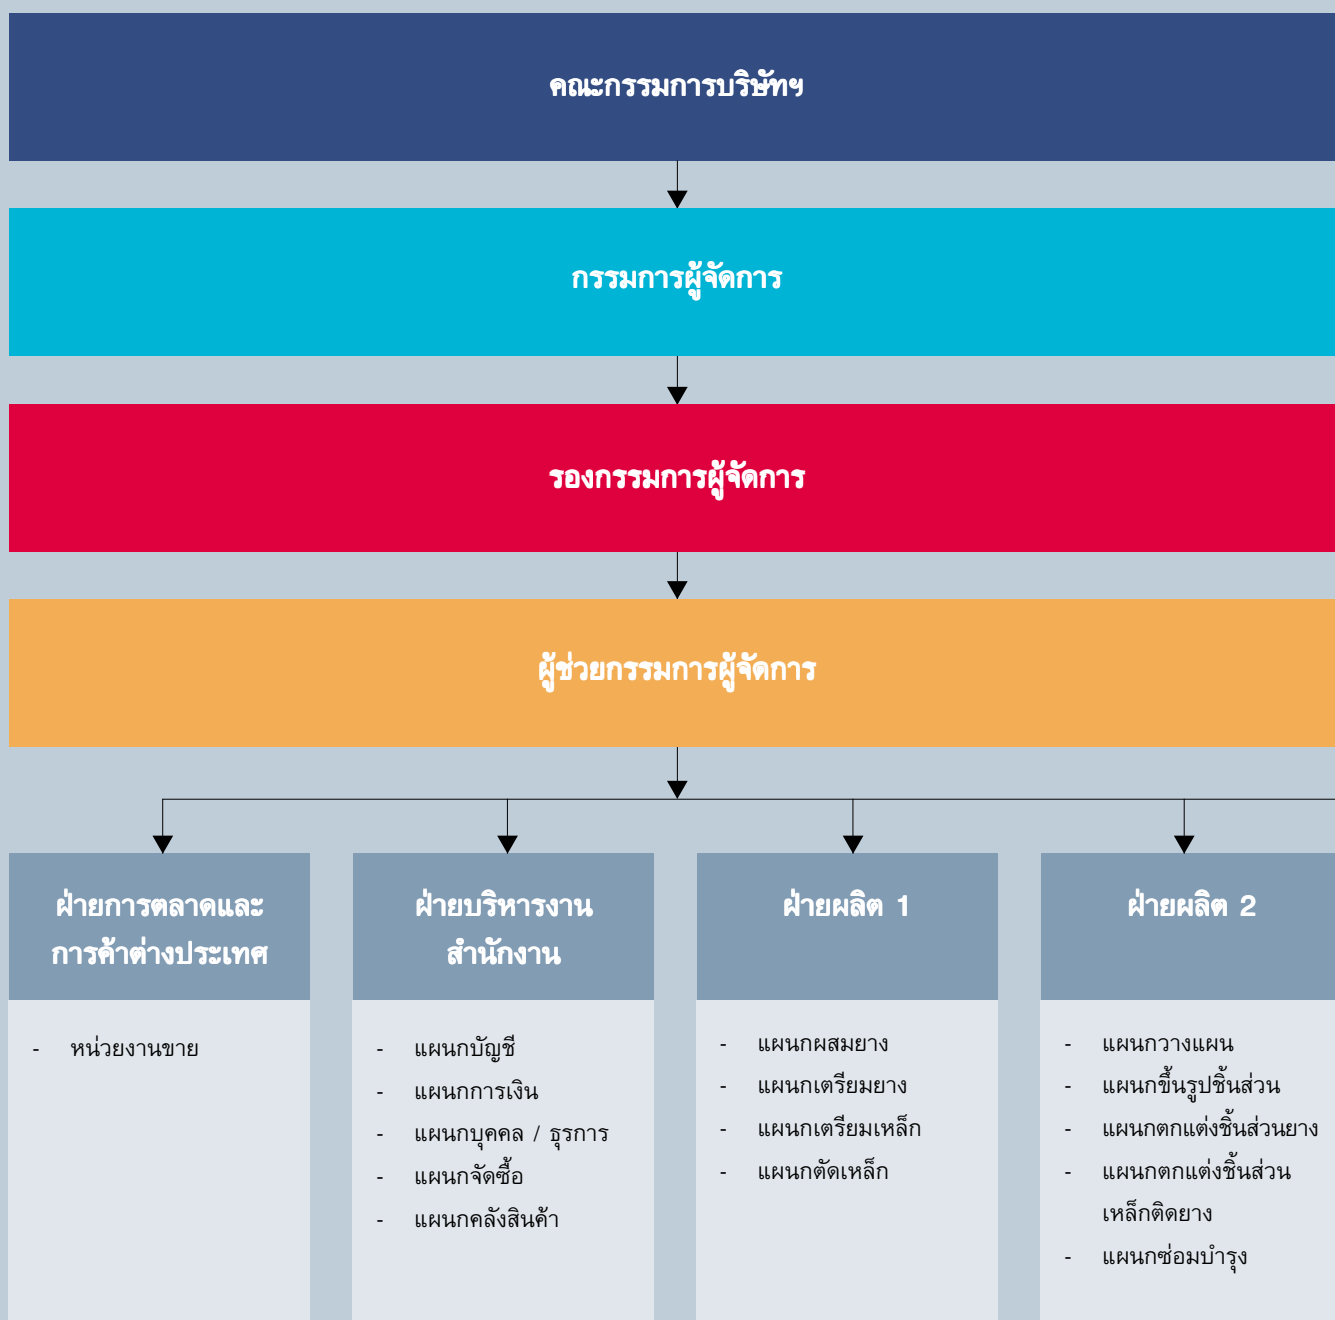 คณะกรรมการบริษัทฯ
กรรมการผู้จัดการ
รองกรรมการผู้จัดการ
ผู้ช่วยกรรมการผู้จัดการ
ฝ่ายการตลาดและ
การค้าต่างประเทศ
- หน่วยงานขาย
ฝ่ายบริหารงาน
สำนักงาน
- แผนกบัญชี
- แผนกการเงิน
- แผนกบุคคล / ธุรการ
- แผนกจัดซื้อ
- แผนกคลังสินค้า
ฝ่ายผลิต 1
- แผนกผสมยาง
- แผนกเตรียมยาง
- แผนกเตรียมเหล็ก
- แผนกตัดเหล็ก
ฝ่ายผลิต 2
- แผนกวางแผน
- แผนกขึ้นรูปชิ้นส่วน
- แผนกตกแต่งชิ้นส่วนยาง
- แผนกตกแต่งชิ้นส่วน
เหล็กติดยาง
- แผนกซ่อมบำรุง